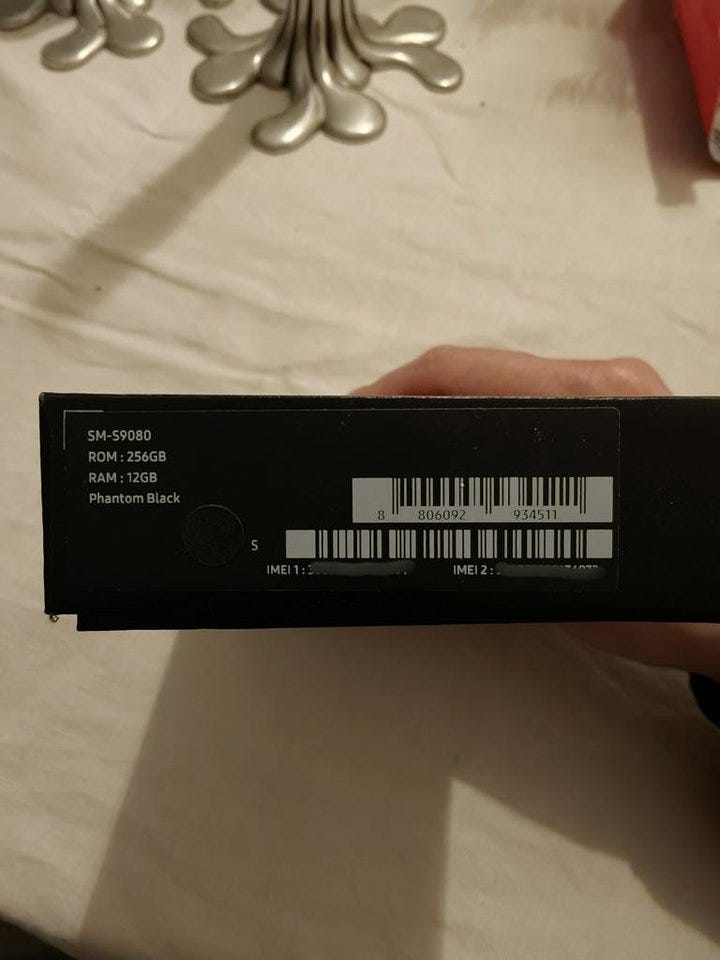 SM-S9080
ROM : 256GB
RAM : 12GB
Phantom Black
8 806092 934511
S
IMEI 1 :
IMEI 2 :